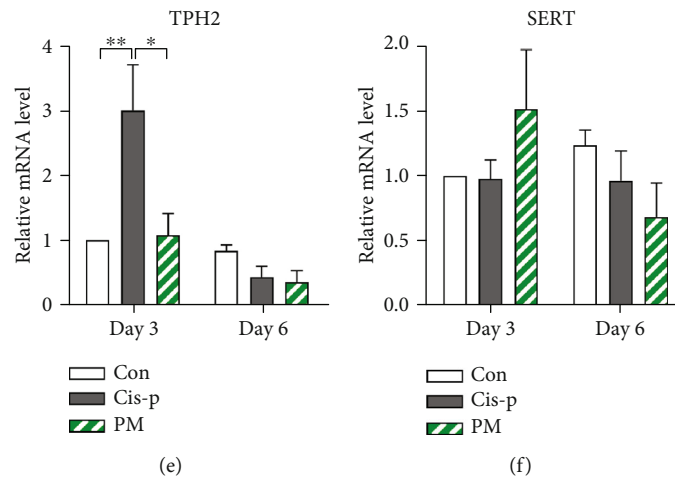 TPH2
** *
Relative mRNA level
4
3
2
1
0
Day 3 Day 6
Con
Cis-p
PM
(e)
SERT
Relative mRNA level
2.0
1.5
1.0
0.5
0.0
Day 3 Day 6
Con
Cis-p
PM
(f)